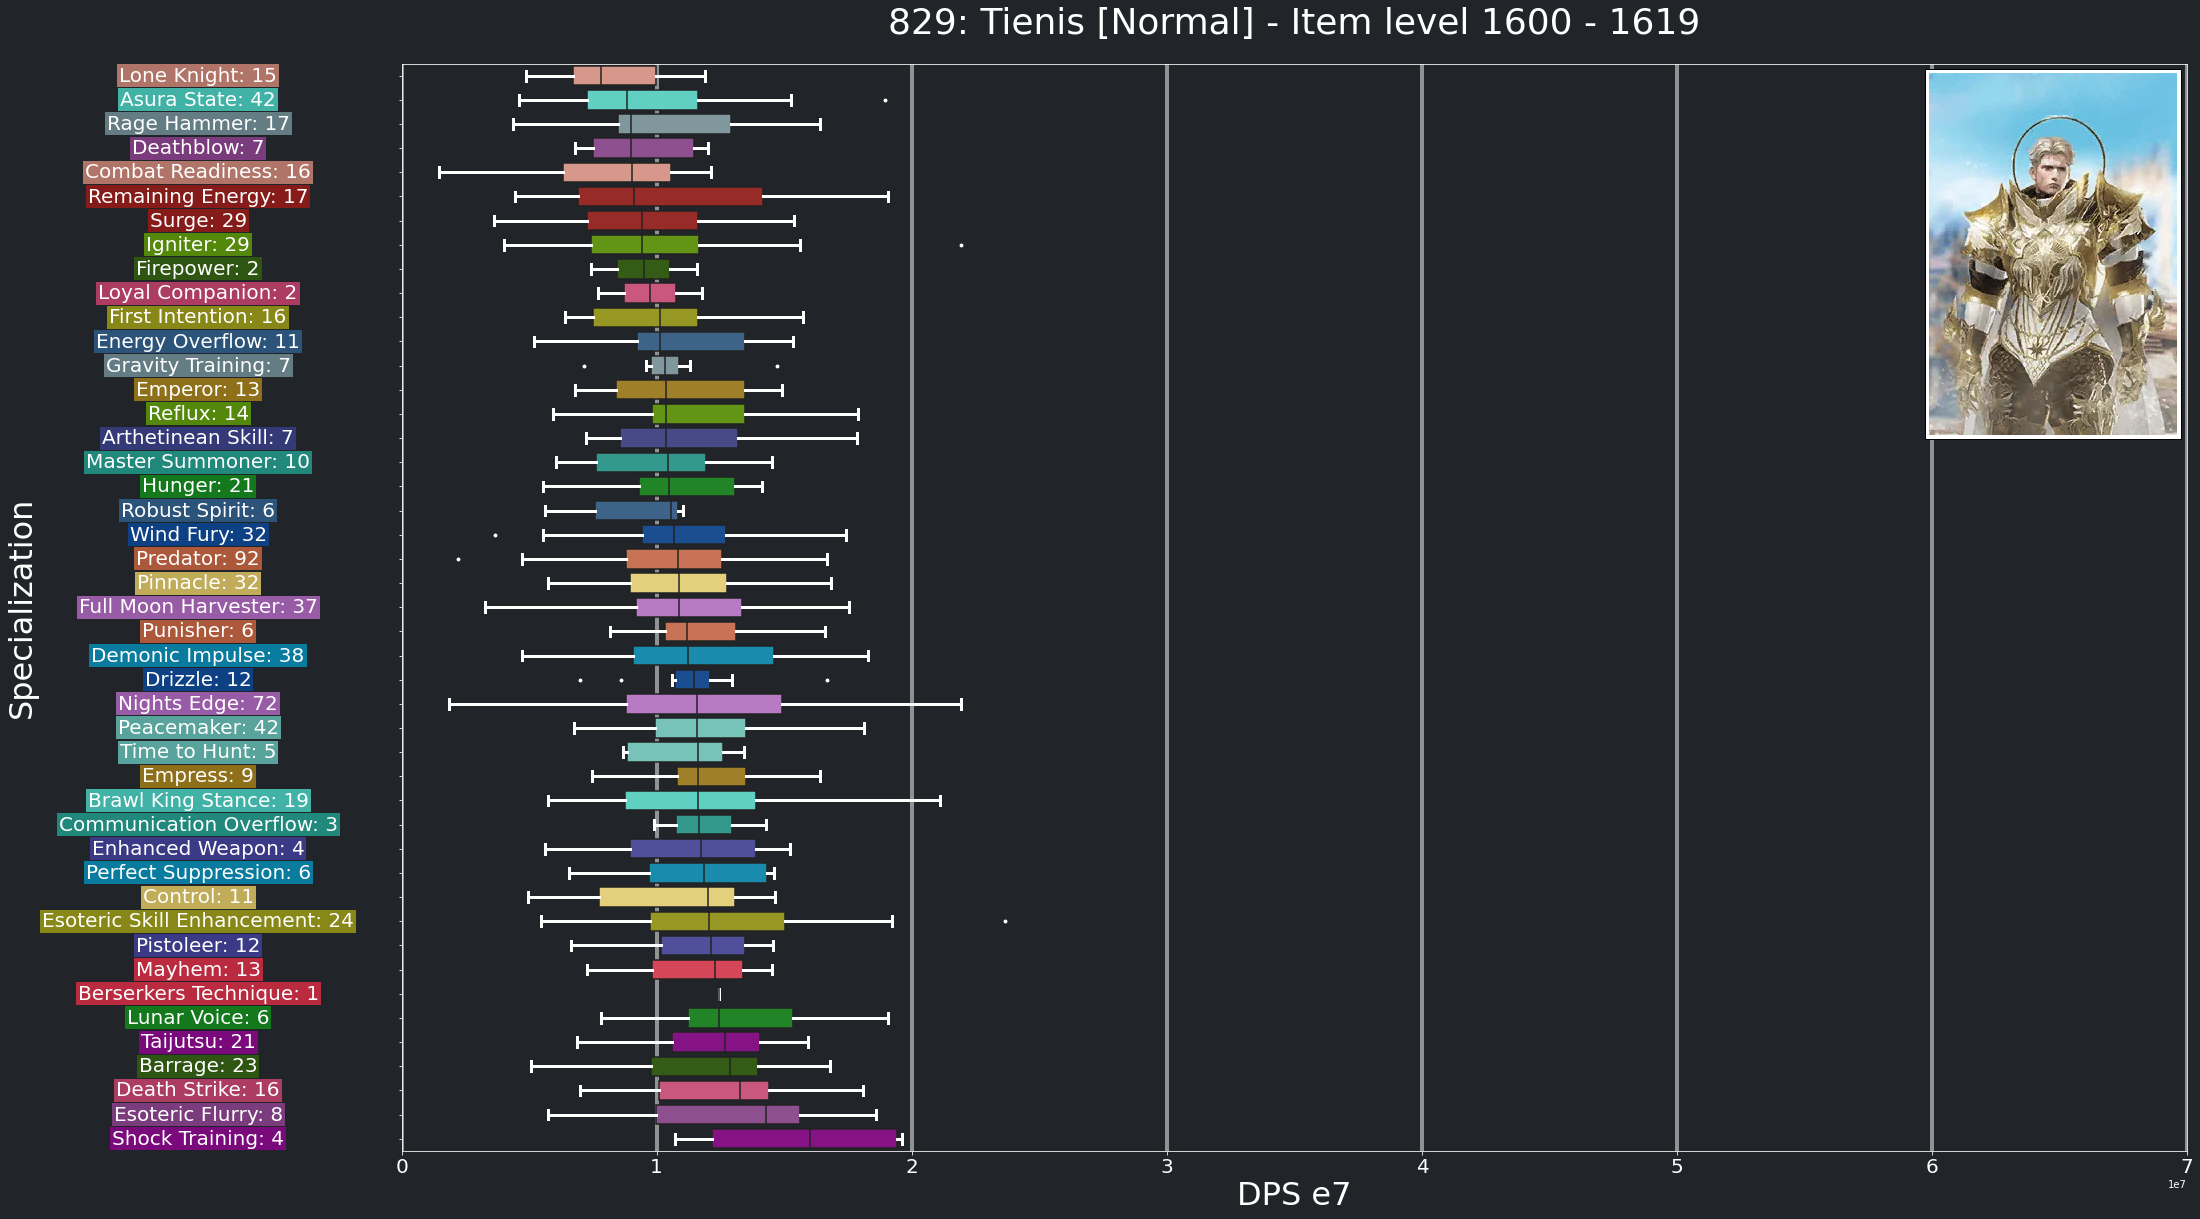 829: Tienis [Normal] - Item level 1600 - 1619
Specialization
Lone Knight: 15
Asura State: 42
Rage Hammer: 17
Deathblow: 7
Combat Readiness: 16
Remaining Energy: 17
Surge: 29
Igniter: 29
Firepower: 2
Loyal Companion: 2
First Intention: 16
Energy Overflow: 11
Gravity Training: 7
Emperor: 13
Reflux: 14
Arthetinean Skill: 7
Master Summoner: 10
Hunger: 21
Robust Spirit: 6
Wind Fury: 32
Predator: 92
Pinnacle: 32
Full Moon Harvester: 37
Punisher: 6
Demonic Impulse: 38
Drizzle: 12
Nights Edge: 72
Peacemaker: 42
Time to Hunt: 5
Empress: 9
Brawl King Stance: 19
Communication Overflow: 3
Enhanced Weapon: 4
Perfect Suppression: 6
Control: 11
Esoteric Skill Enhancement: 24
Pistoleer: 12
Mayhem: 13
Berserkers Technique: 1
Lunar Voice: 6
Taijutsu: 21
Barrage: 23
Death Strike: 16
Esoteric Flurry: 8
Shock Training: 4
0 1 2 3 4 5 6 7
1e7
DPS e7